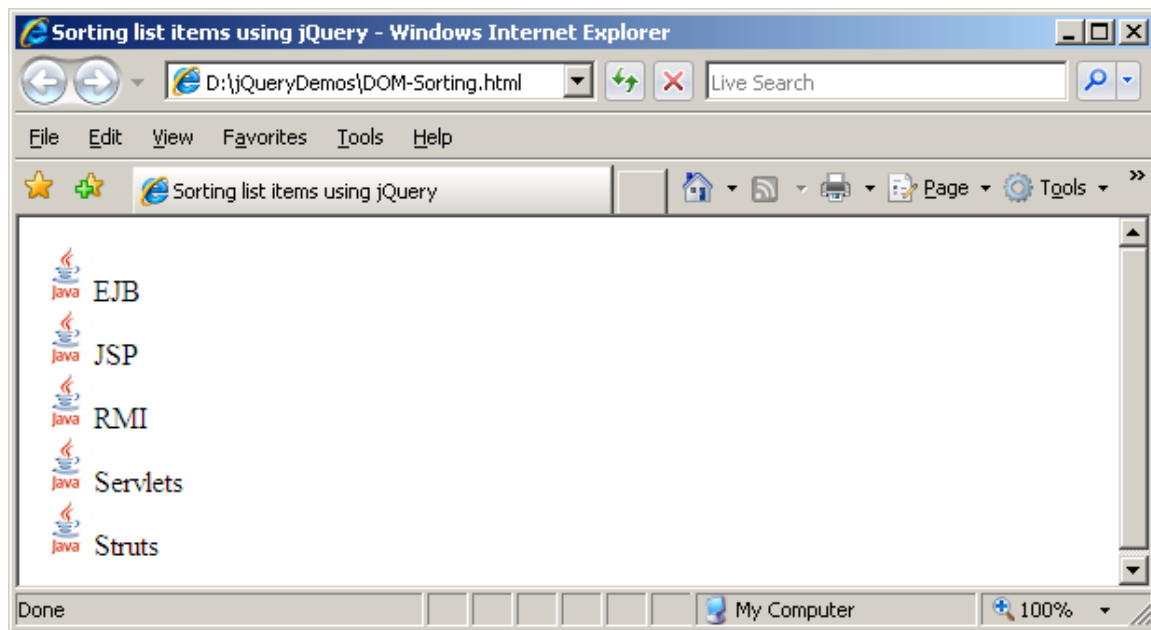 Sorting list items using jQuery - Windows Internet Explorer
D:\jQueryDemos\DOM-Sorting.html Live Search
File Edit View Favorites Tools Help
Sorting list items using jQuery Page Tools »
Java EJB
Java JSP
Java RMI
Java Servlets
Java Struts
Done My Computer 100%